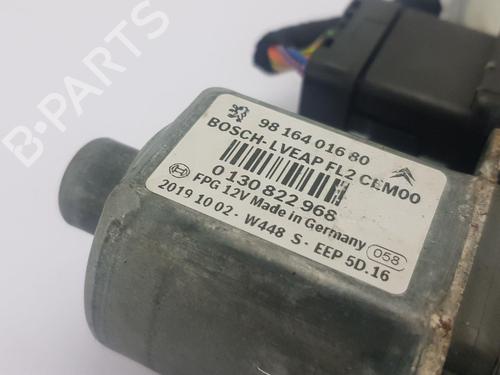 98 164 016 80
BOSCH-LVEAP FL2 CEM00
0 130 822 968
FPG 12V Made in Germany
2019 10 02 - W448 S - EEP 5D.16
058